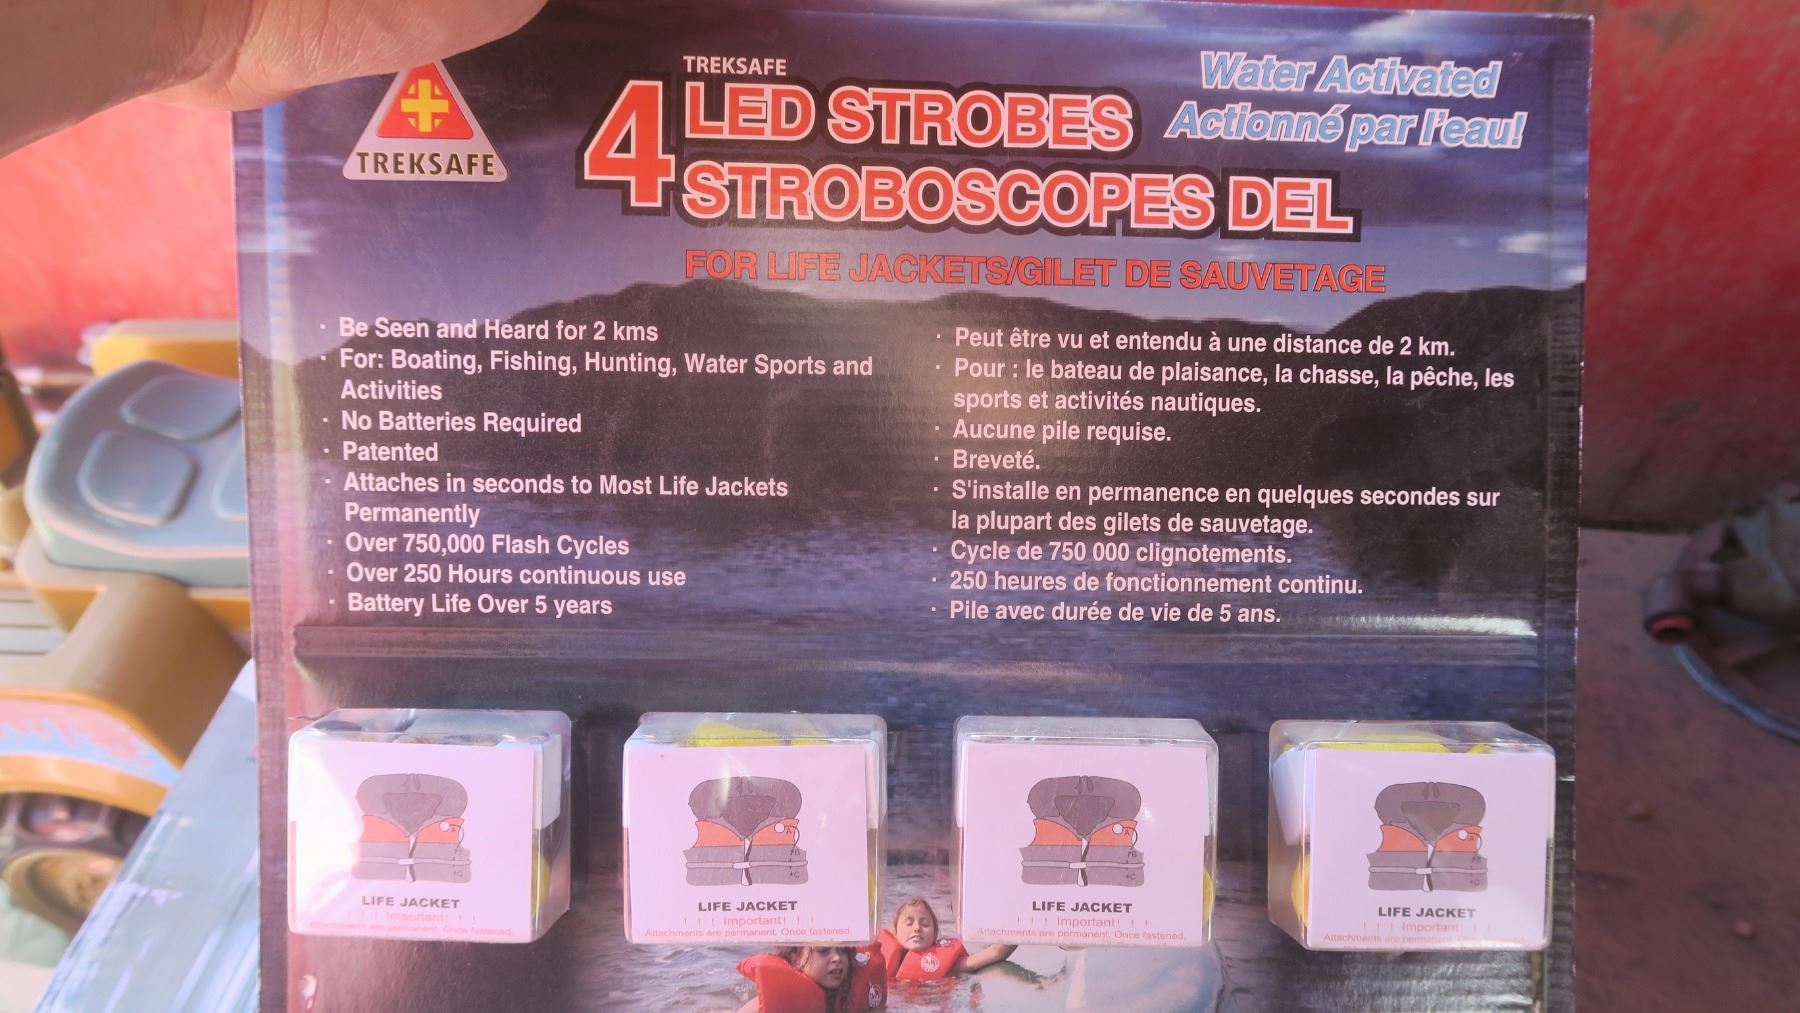 TREKSAFE
TREKSAFE
4 LED STROBES
STROBOSCOPES DEL
Water Activated
Actionné par l'eau!
FOR LIFE JACKETS/GILET DE SAUVETAGE
· Be Seen and Heard for 2 kms
· For: Boating, Fishing, Hunting, Water Sports and
Activities
· No Batteries Required
· Patented
· Attaches in seconds to Most Life Jackets
Permanently
· Over 750,000 Flash Cycles
· Over 250 Hours continuous use
· Battery Life Over 5 years
· Peut être vu et entendu à une distance de 2 km.
· Pour : le bateau de plaisance, la chasse, la pêche, les
sports et activités nautiques.
· Aucune pile requise.
· Breveté.
· S'installe en permanence en quelques secondes sur
la plupart des gilets de sauvetage.
· Cycle de 750 000 clignotements.
· 250 heures de fonctionnement continu.
· Pile avec durée de vie de 5 ans.
LIFE JACKET
! ! ! Important! ! !
Attachments are permanent. Once fastened,
A
B
C
LIFE JACKET
! ! ! Important! ! !
Attachments are permanent. Once fastened,
A
B
C
LIFE JACKET
! ! ! Important! ! !
Attachments are permanent. Once fastened,
A
B
C
LIFE JACKET
! ! ! Important! ! !
Attachments are permanent.